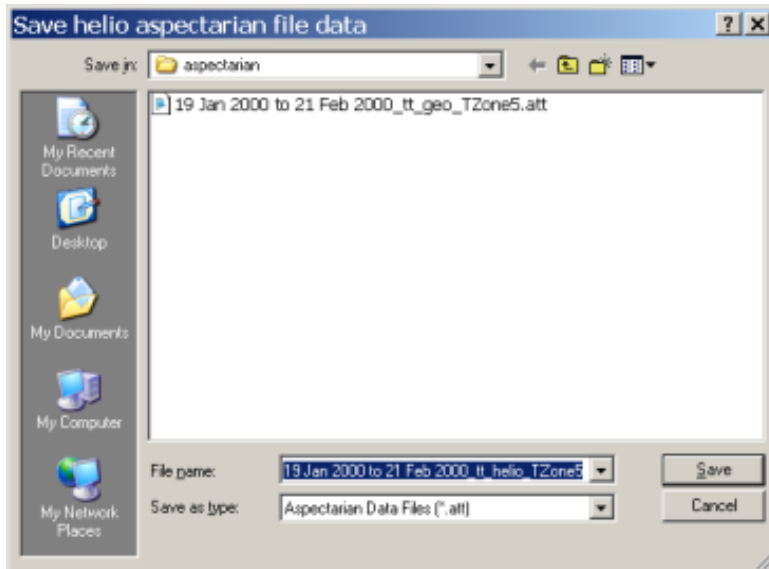 Save helio aspectarian file data
Save in: aspectarian
19 Jan 2000 to 21 Feb 2000_tt_geo_TZone5.att
My Recent
Documents
Desktop
My Documents
My Computer
My Network
Places
File name: 19 Jan 2000 to 21 Feb 2000_tt_helio_TZone5
Save
Save as type: Aspectarian Data Files (*.att)
Cancel